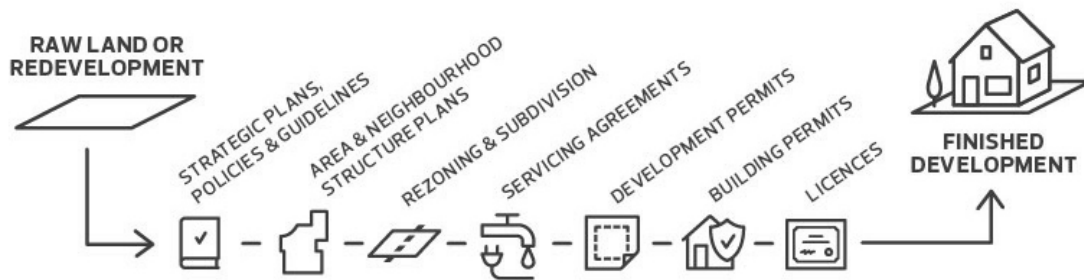 RAW LAND OR
REDEVELOPMENT
STRATEGIC PLANS,
POLICIES & GUIDELINES
AREA & NEIGHBOURHOOD
STRUCTURE PLANS
REZONING & SUBDIVISION
SERVICING AGREEMENTS
DEVELOPMENT PERMITS
BUILDING PERMITS
LICENCES
FINISHED
DEVELOPMENT